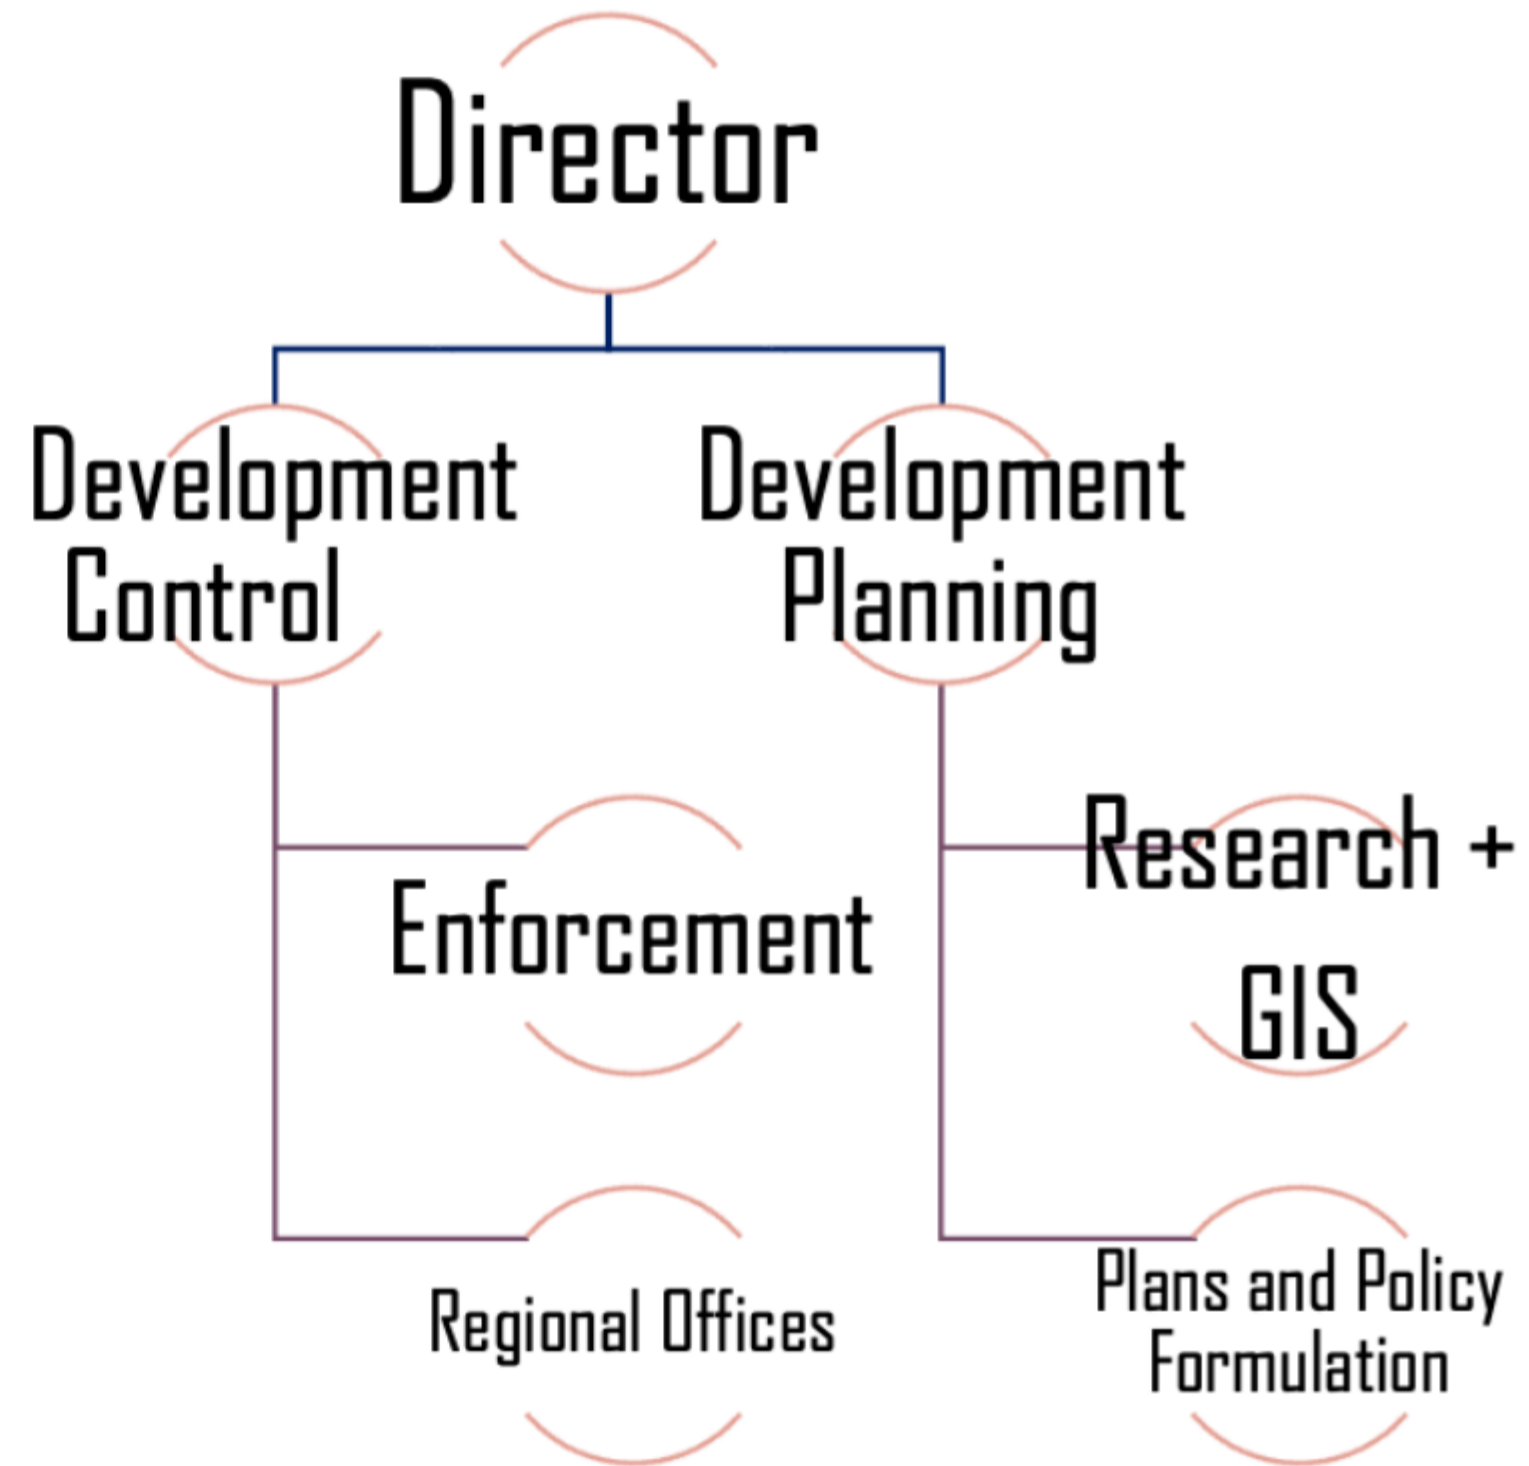 Director
Development
Control
Development
Planning
Enforcement
Research +
GIS
Regional Offices
Plans and Policy
Formulation